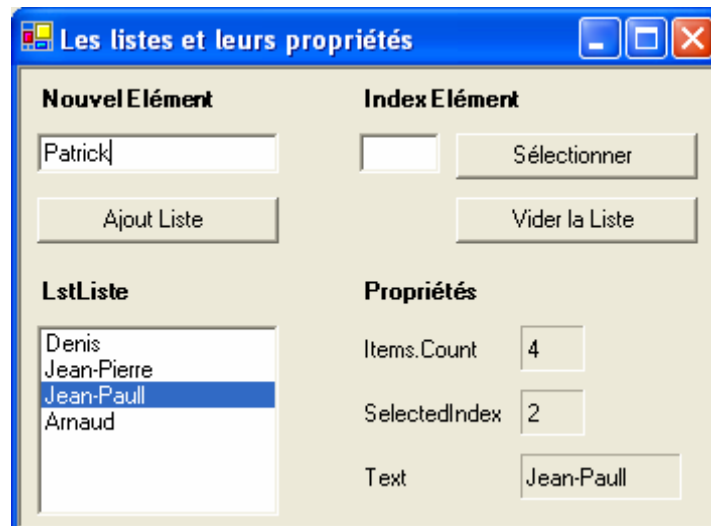 Les listes et leurs propriétés
Nouvel Elément
Index Elément
Patrick
Sélectionner
Ajout Liste
Vider la Liste
LstListe
Propriétés
Denis
Jean-Pierre
Jean-Paull
Arnaud
Items.Count 4
SelectedIndex 2
Text Jean-Paull